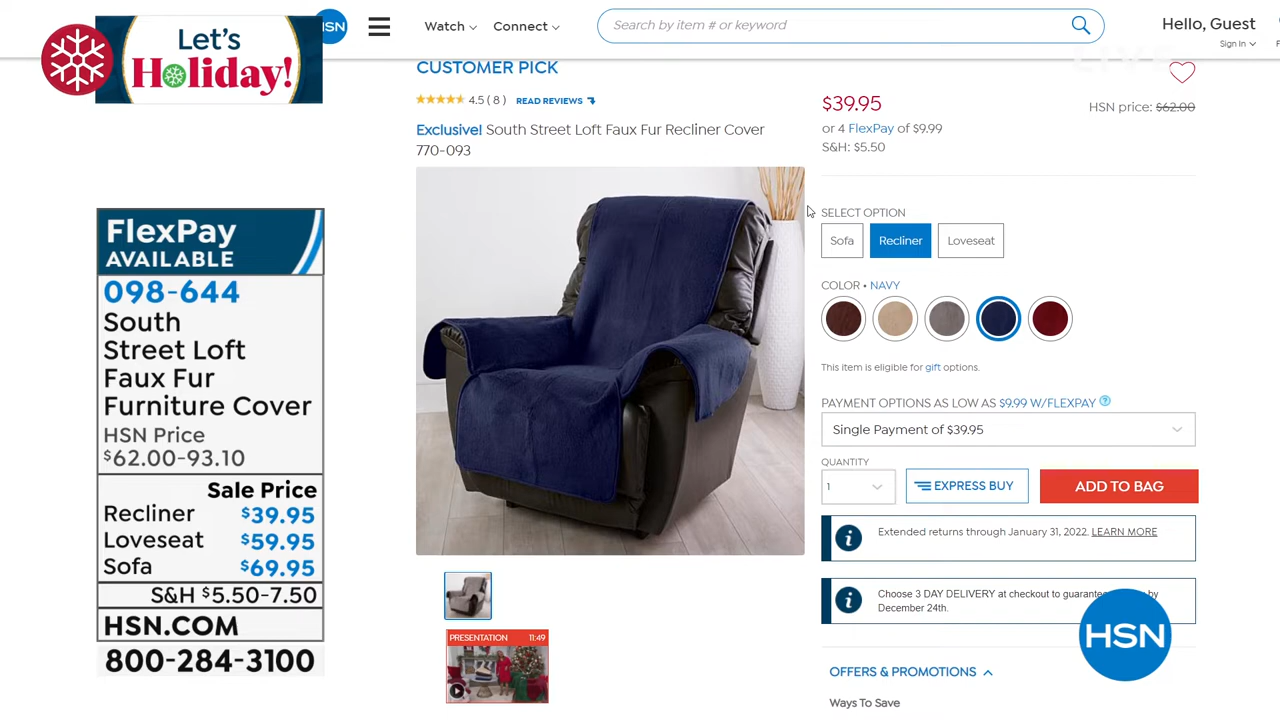 Let's
Holiday!
HSN
Watch
Connect
Search by item # or keyword
Hello, Guest
Sign In
LIVE
CUSTOMER PICK
4.5 ( 8 ) READ REVIEWS
Exclusive! South Street Loft Faux Fur Recliner Cover
770-093
$39.95
HSN price: $62.00
or 4 FlexPay of $9.99
S&H: $5.50
SELECT OPTION
Sofa
Recliner
Loveseat
COLOR • NAVY
This item is eligible for gift options.
PAYMENT OPTIONS AS LOW AS $9.99 W/FLEXPAY ?
Single Payment of $39.95
QUANTITY
1
EXPRESS BUY
ADD TO BAG
i
Extended returns through January 31, 2022. LEARN MORE
i
Choose 3 DAY DELIVERY at checkout to by
December 24th.
HSN
OFFERS & PROMOTIONS
Ways To Save
PRESENTATION 11:49
FlexPay
AVAILABLE
098-644
South
Street Loft
Faux Fur
Furniture Cover
HSN Price
$62.00-93.10
Sale Price
Recliner $39.95
Loveseat $59.95
Sofa $69.95
S&H $5.50-7.50
HSN.COM
800-284-3100